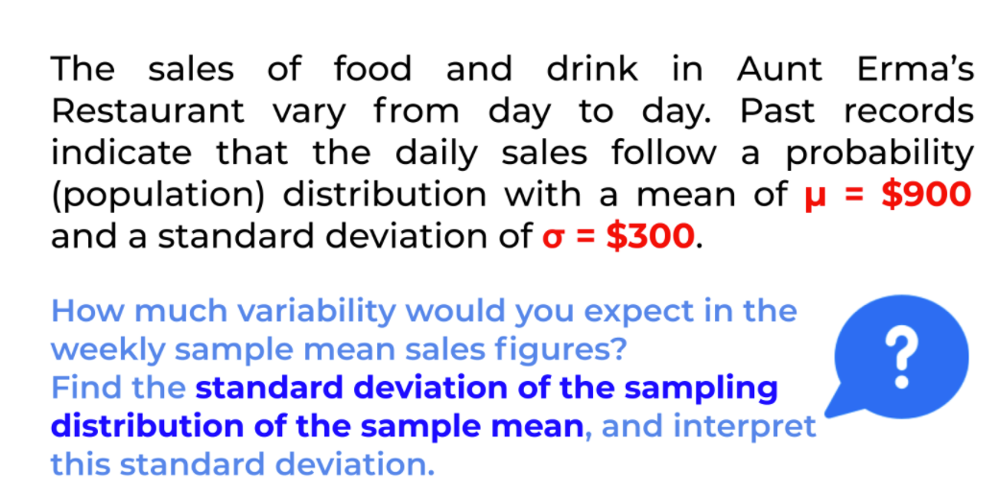 The sales of food and drink in Aunt Erma’s
Restaurant vary from day to day. Past records
indicate that the daily sales follow a probability
(population) distribution with a mean of μ = $900
and a standard deviation of σ = $300.
How much variability would you expect in the
weekly sample mean sales figures?
Find the standard deviation of the sampling
distribution of the sample mean, and interpret
this standard deviation.
?